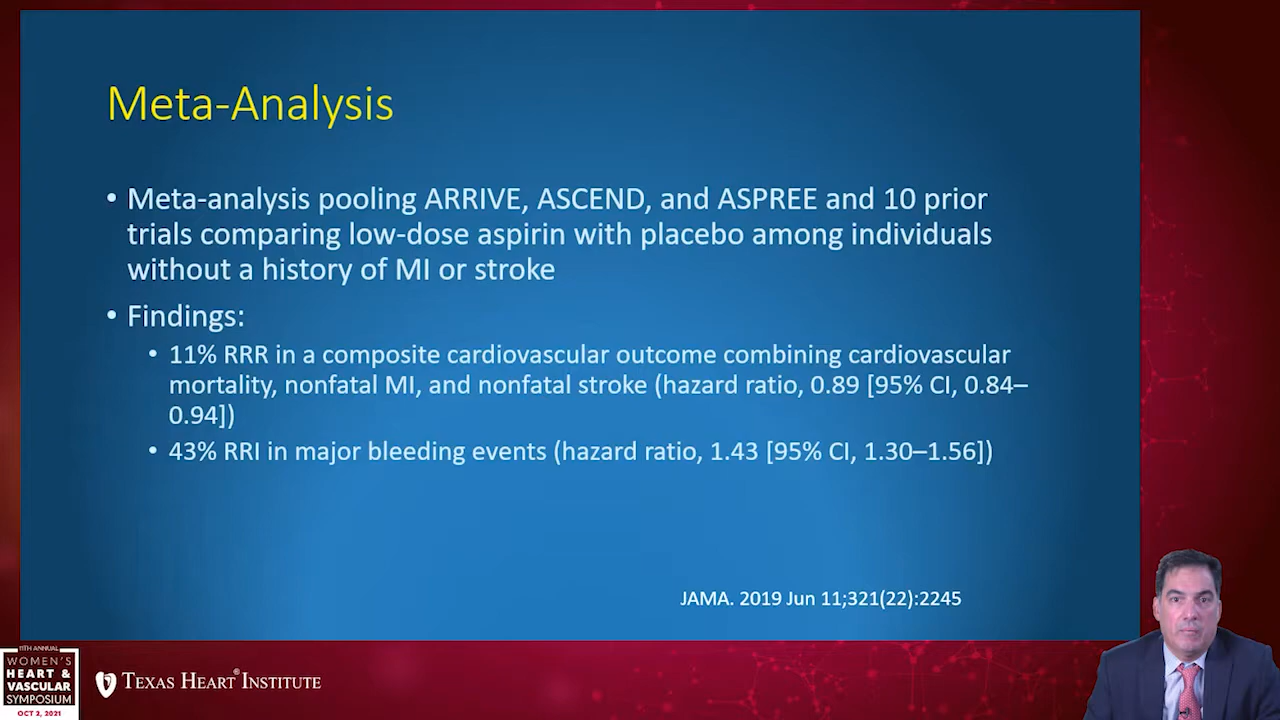 Meta-Analysis
• Meta-analysis pooling ARRIVE, ASCEND, and ASPREE and 10 prior
trials comparing low-dose aspirin with placebo among individuals
without a history of MI or stroke
• Findings:
• 11% RRR in a composite cardiovascular outcome combining cardiovascular
mortality, nonfatal MI, and nonfatal stroke (hazard ratio, 0.89 [95% CI, 0.84–
0.94])
• 43% RRI in major bleeding events (hazard ratio, 1.43 [95% CI, 1.30–1.56])
JAMA. 2019 Jun 11;321(22):2245
11TH ANNUAL
WOMEN'S
HEART &
VASCULAR
SYMPOSIUM
OCT 2, 2021
TEXAS HEART® INSTITUTE